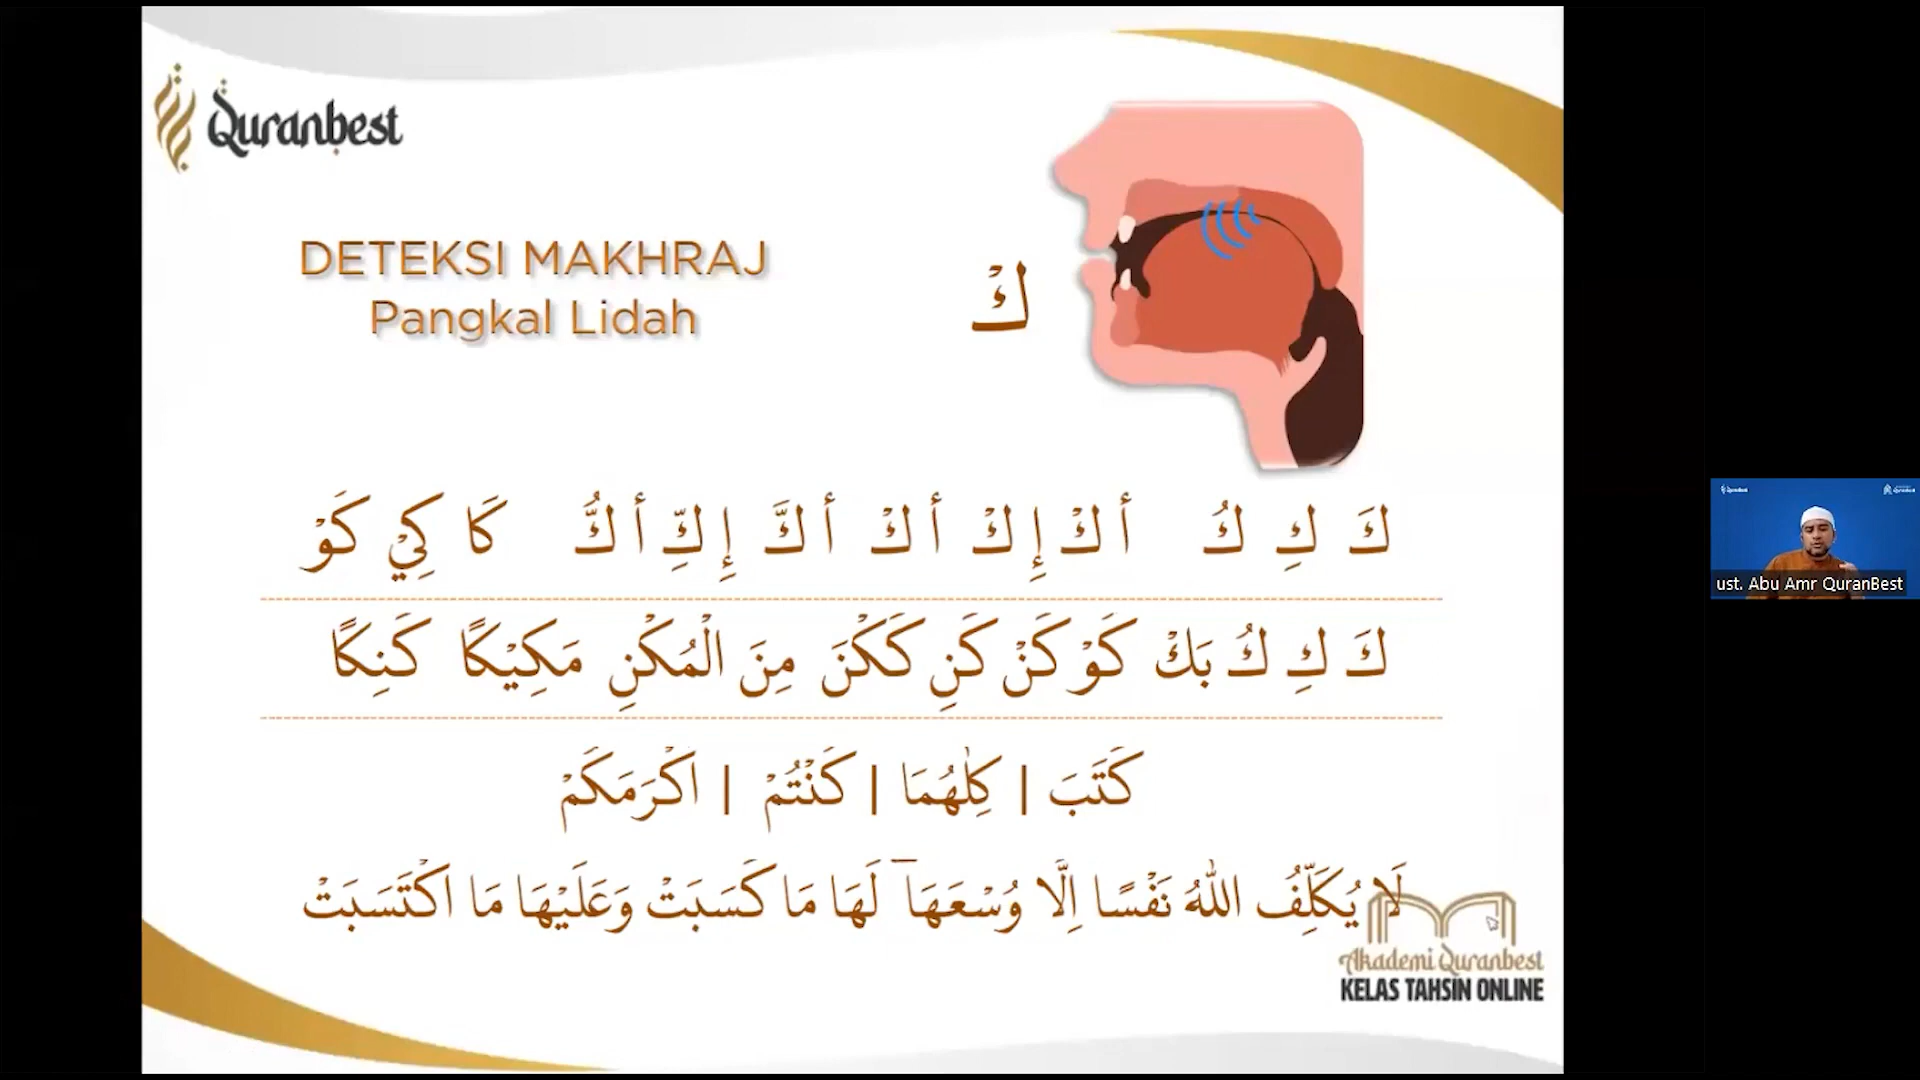 Quranbest
DETEKSI MAKHRAJ
Pangkal Lidah
كْ
كَ كِ كُ أَكْ إِكْ أُكْ أَكَّ إِكِّ أُكُّ كَا كِيْ كَوْ
كَ كِ كُ بَكْ كَوْ كَنْ كَنِ كَكْنَ مِنَ الْمُكْنِ مَكِيْكًا كَنِكًا
كَتَبَ | كِلٰهُمَا | كَنْتُمْ | اَكْرَمَكَمْ
لَا يُكَلِّفُ اللّٰهُ نَفْسًا اِلَّا وُسْعَهَاۤ لَهَا مَا كَسَبَتْ وَعَلَيْهَا مَا اكْتَسَبَتْ
Akademi Quranbest
KELAS TAHSIN ONLINE
ust. Abu Amr QuranBest